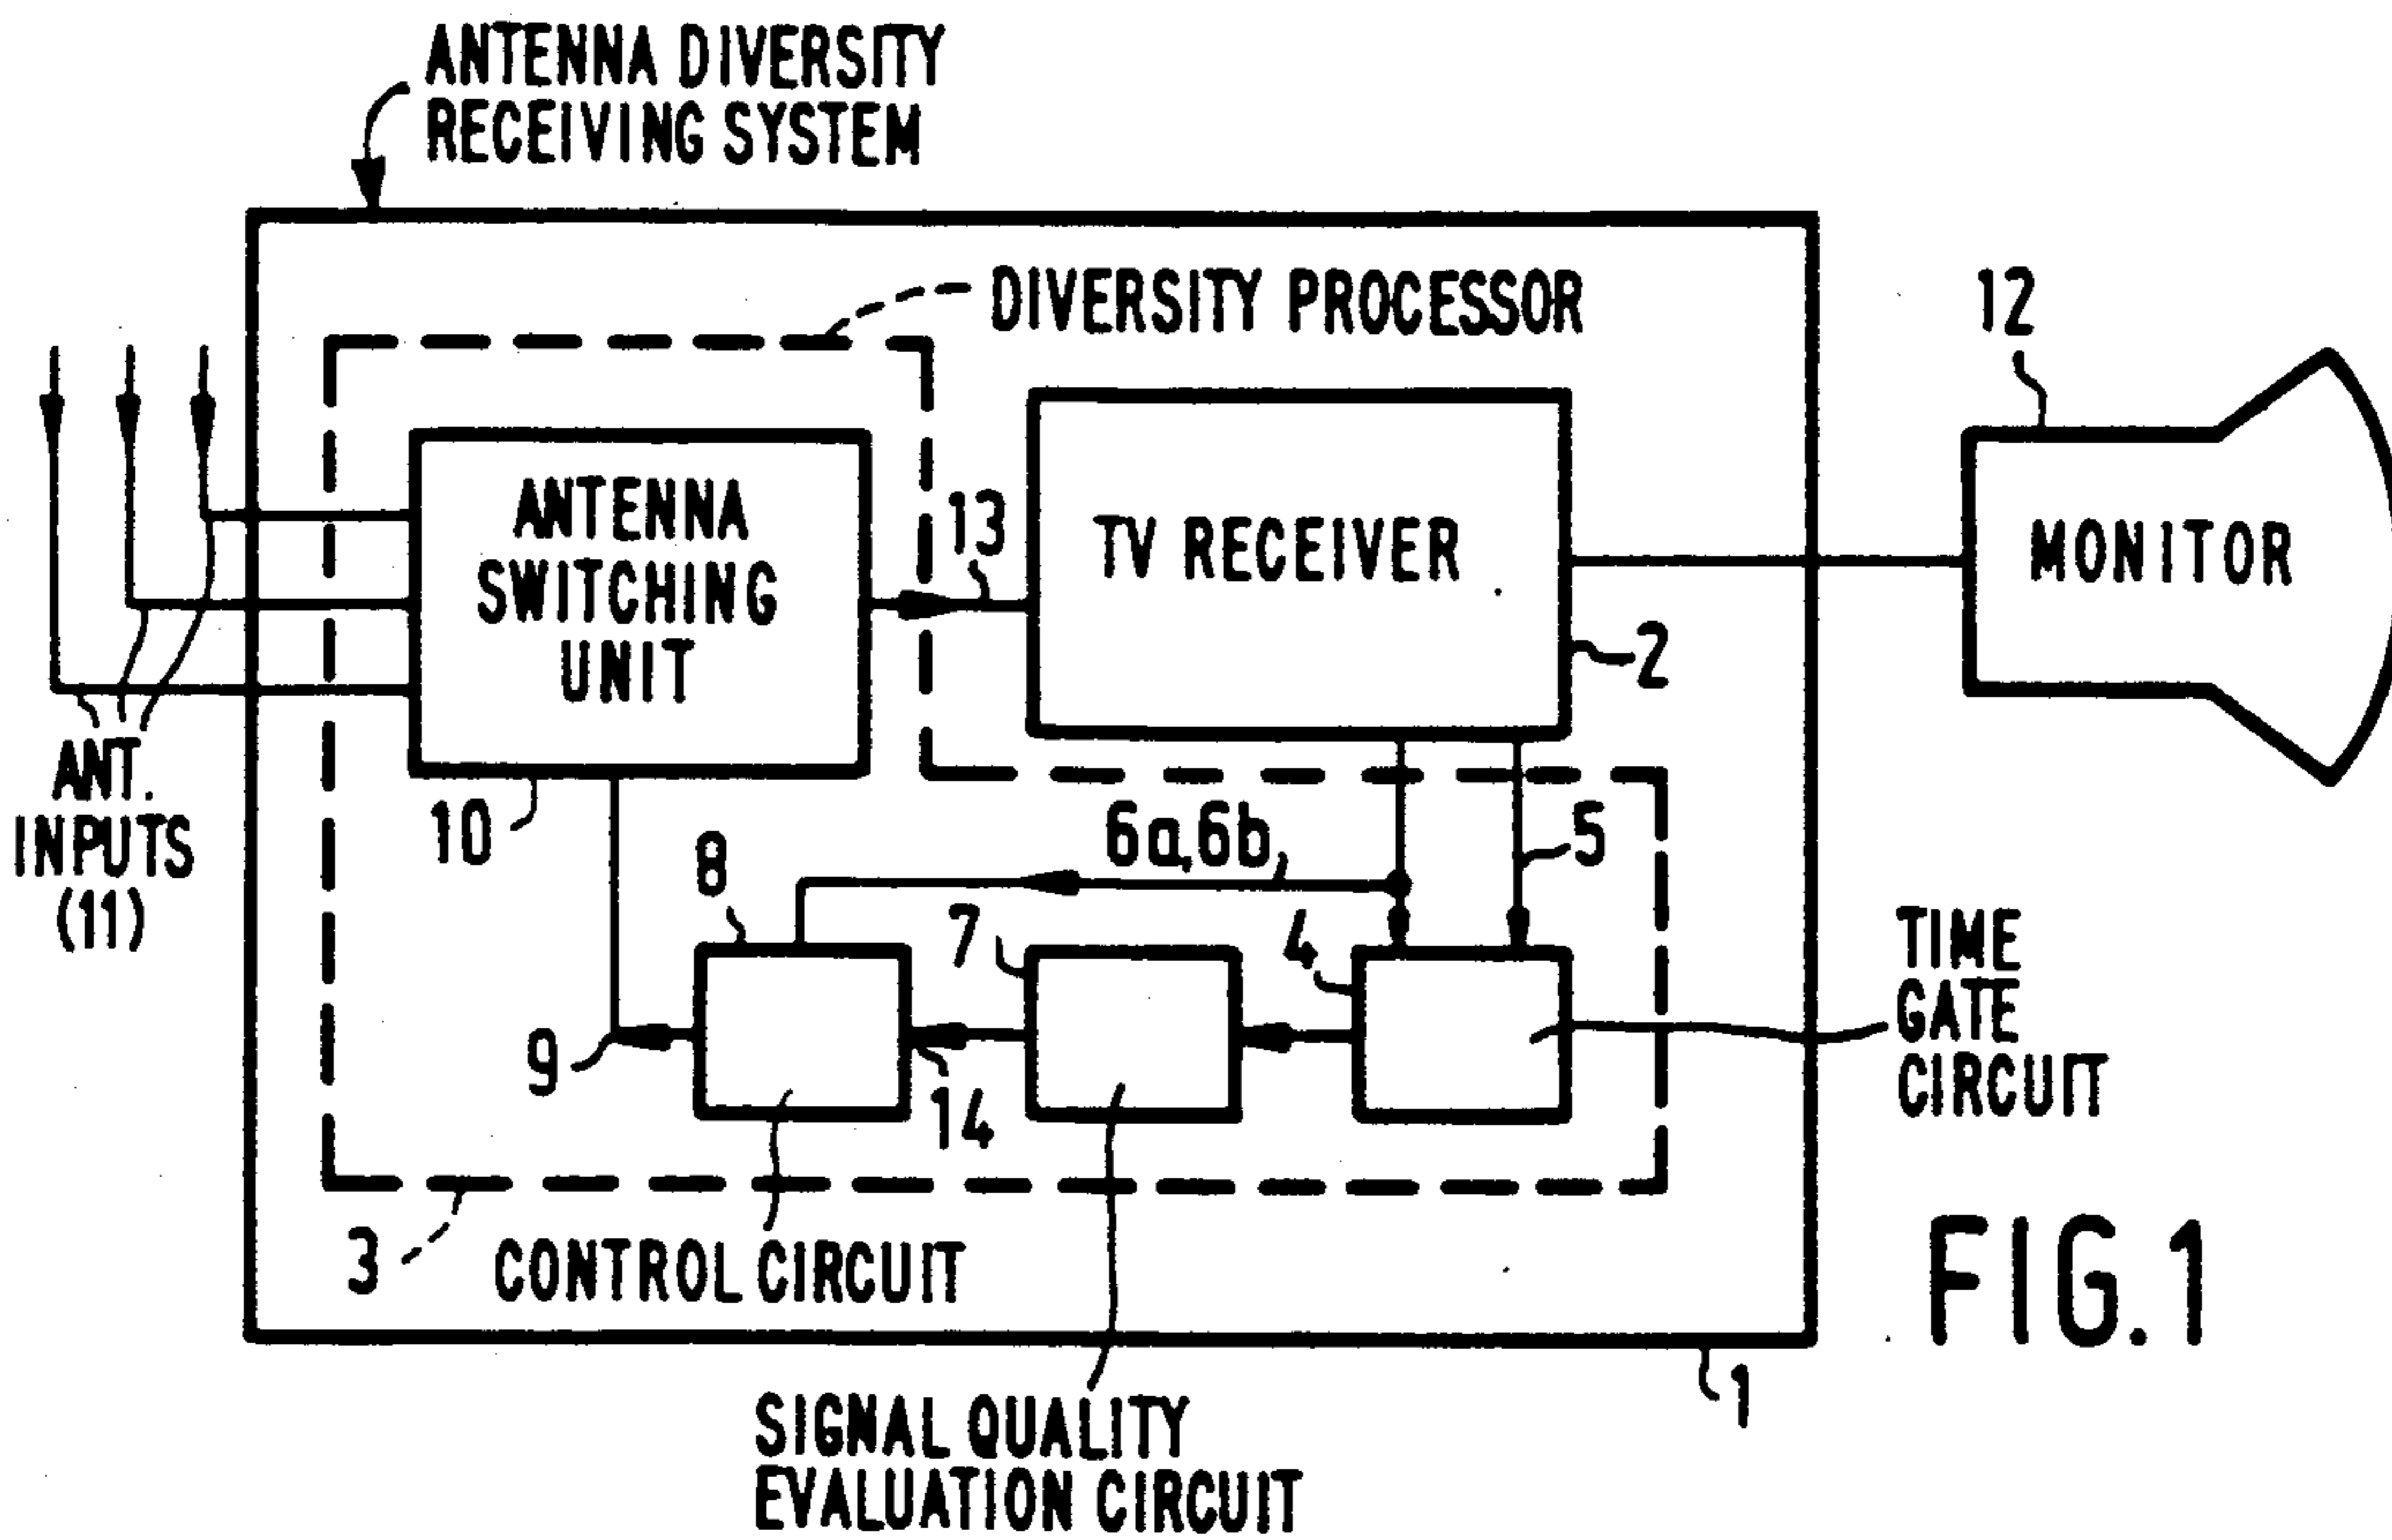 ANTENNA DIVERSITY
RECEIVING SYSTEM
DIVERSITY PROCESSOR
12
ANTENNA
SWITCHING
UNIT
13
TV RECEIVER
MONITOR
2
ANT.
INPUTS
(11)
10
8
6a,6b
5
7
4
TIME
GATE
CIRCUIT
9
14
3
CONTROL CIRCUIT
FIG.1
1
SIGNAL QUALITY
EVALUATION CIRCUIT